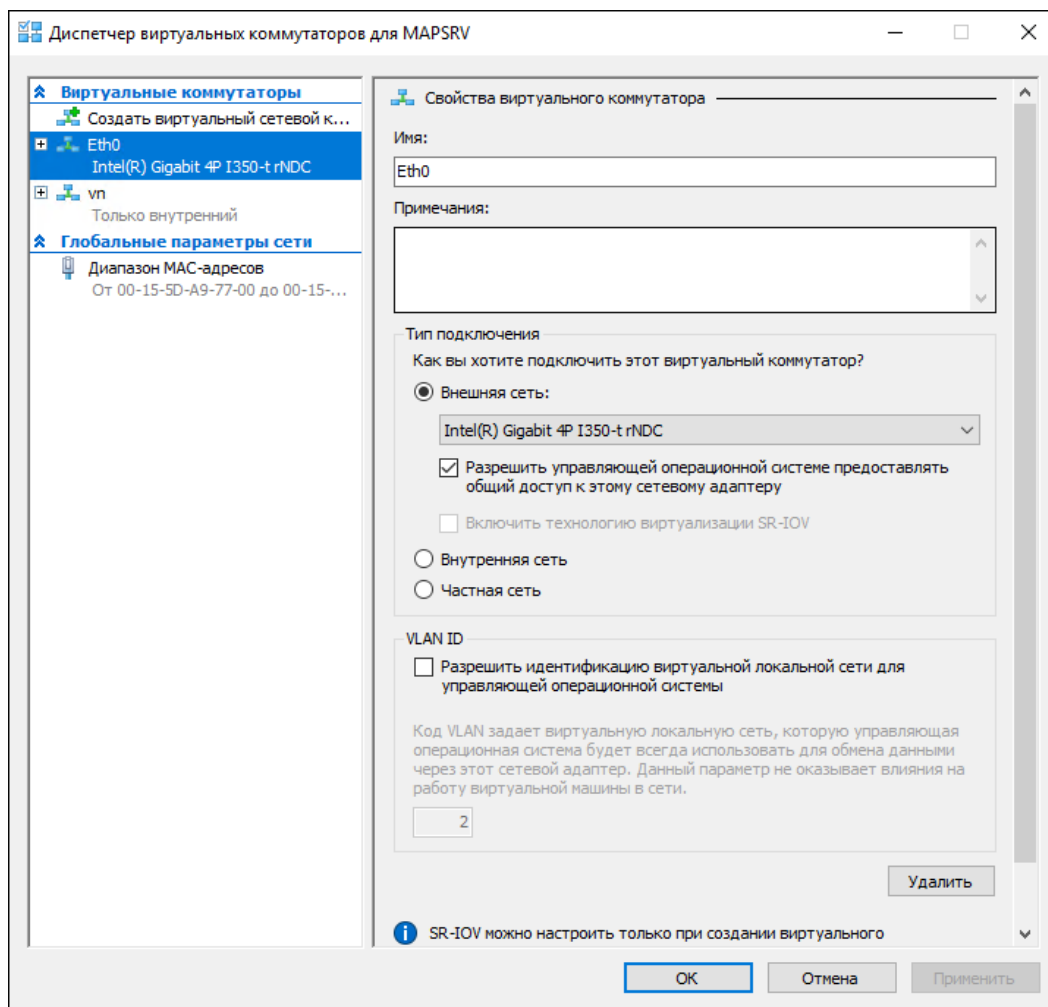 Диспетчер виртуальных коммутаторов для MAPSRV
Виртуальные коммутаторы
Создать виртуальный сетевой к...
Eth0
Intel(R) Gigabit 4P I350-t rNDC
vn
Только внутренний
Глобальные параметры сети
Диапазон MAC-адресов
От 00-15-5D-A9-77-00 до 00-15-...
Свойства виртуального коммутатора
Имя:
Eth0
Примечания:
Тип подключения
Как вы хотите подключить этот виртуальный коммутатор?
Внешняя сеть:
Intel(R) Gigabit 4P I350-t rNDC
Разрешить управляющей операционной системе предоставлять
общий доступ к этому сетевому адаптеру
Включить технологию виртуализации SR-IOV
Внутренняя сеть
Частная сеть
VLAN ID
Разрешить идентификацию виртуальной локальной сети для
управляющей операционной системы
Код VLAN задает виртуальную локальную сеть, которую управляющая
операционная система будет всегда использовать для обмена данными
через этот сетевой адаптер. Данный параметр не оказывает влияния на
работу виртуальной машины в сети.
2
Удалить
SR-IOV можно настроить только при создании виртуального
ОК
Отмена
Применить